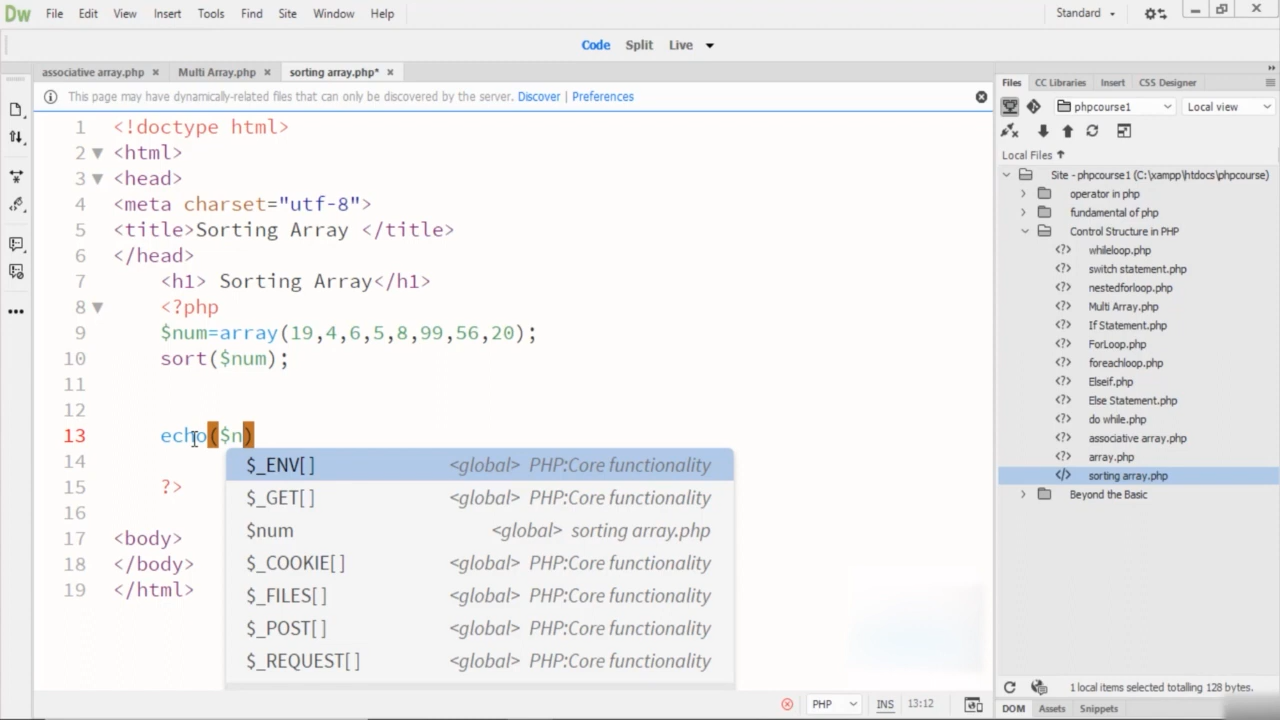 Dw File Edit View Insert Tools Find Site Window Help Standard
Code Split Live
associative array.php × Multi Array.php × sorting array.php* ×
Files CC Libraries Insert CSS Designer
This page may have dynamically-related files that can only be discovered by the server. Discover | Preferences
phpcourse1 Local view
Local Files
1 <!doctype html>
2 <html>
3 <head>
4 <meta charset="utf-8">
5 <title>Sorting Array </title>
6 </head>
7 <h1> Sorting Array</h1>
8 <?php
9 $num=array(19,4,6,5,8,99,56,20);
10 sort($num);
11
12
13 echo($n)
14
15 ?>
16
17 <body>
18 </body>
19 </html>
$_ENV[] <global> PHP:Core functionality
$_GET[] <global> PHP:Core functionality
$num <global> sorting array.php
$_COOKIE[] <global> PHP:Core functionality
$_FILES[] <global> PHP:Core functionality
$_POST[] <global> PHP:Core functionality
$_REQUEST[] <global> PHP:Core functionality
Site - phpcourse1 (C:\xampp\htdocs\phpcourse)
operator in php
fundamental of php
Control Structure in PHP
<?> whileloop.php
<?> switch statement.php
<?> nestedforloop.php
<?> Multi Array.php
<?> If Statement.php
<?> ForLoop.php
<?> foreachloop.php
<?> Elseif.php
<?> Else Statement.php
<?> do while.php
<?> associative array.php
<?> array.php
</> sorting array.php
Beyond the Basic
1 local items selected totalling 128 bytes.
PHP INS 13:12
DOM Assets Snippets